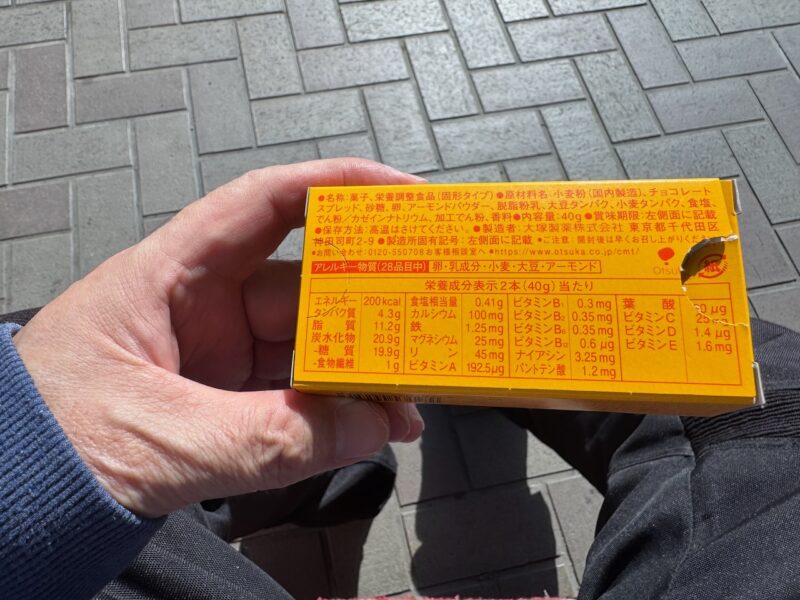 ●名称:菓子、栄養調整食品(固形タイプ)●原材料名:小麦粉(国内製造)、チョコレート
スプレッド、砂糖、卵、アーモンドパウダー、脱脂粉乳、大豆タンパク、小麦タンパク、食塩、
でん粉/カゼインナトリウム、加工でん粉、香料●内容量:40g●賞味期限:左側面に記載
●保存方法:高温はさけてください。●製造者:大塚製薬株式会社 東京都千代田区
神田司町2-9 ●製造所固有記号:左側面に記載 ●ご注意:開封後は早くお召し上がりください
●お問い合わせ 0120-550708お客様相談室へ ●https://www.otsuka.co.jp/cmt/
アレルギー物質(28品目中) 卵・乳成分・小麦・大豆・アーモンド
Otsu
紙
栄養成分表示2本(40g)当たり
エネルギー 200kcal
タンパク質 4.3g
脂質 11.2g
炭水化物 20.9g
-糖質 19.9g
-食物繊維 1g
食塩相当量 0.41g
カルシウム 100mg
鉄 1.25mg
マグネシウム 25mg
リン 45mg
ビタミンA 192.5μg
ビタミンB1 0.3mg
ビタミンB2 0.35mg
ビタミンB6 0.35mg
ビタミンB12 0.6μg
ナイアシン 3.25mg
パントテン酸 1.2mg
葉酸 0μg
ビタミンC 25mg
ビタミンD 1.4μg
ビタミンE 1.6mg